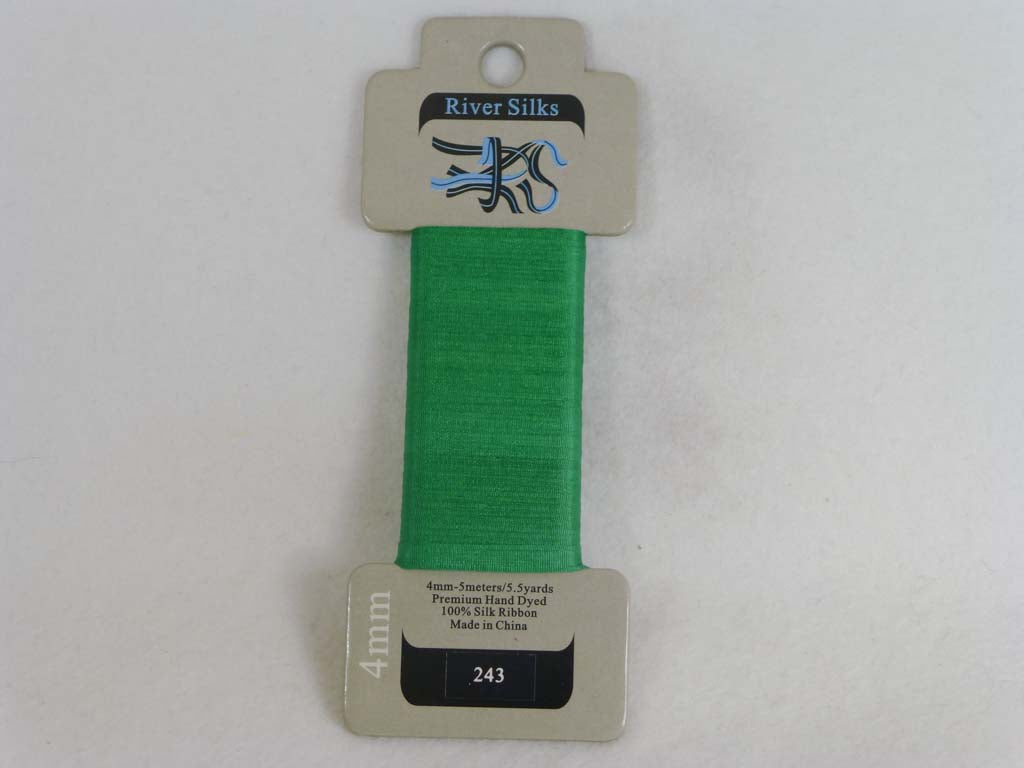 River Silks
RS
4mm-5meters/5.5yards
Premium Hand Dyed
100% Silk Ribbon
Made in China
4mm
243